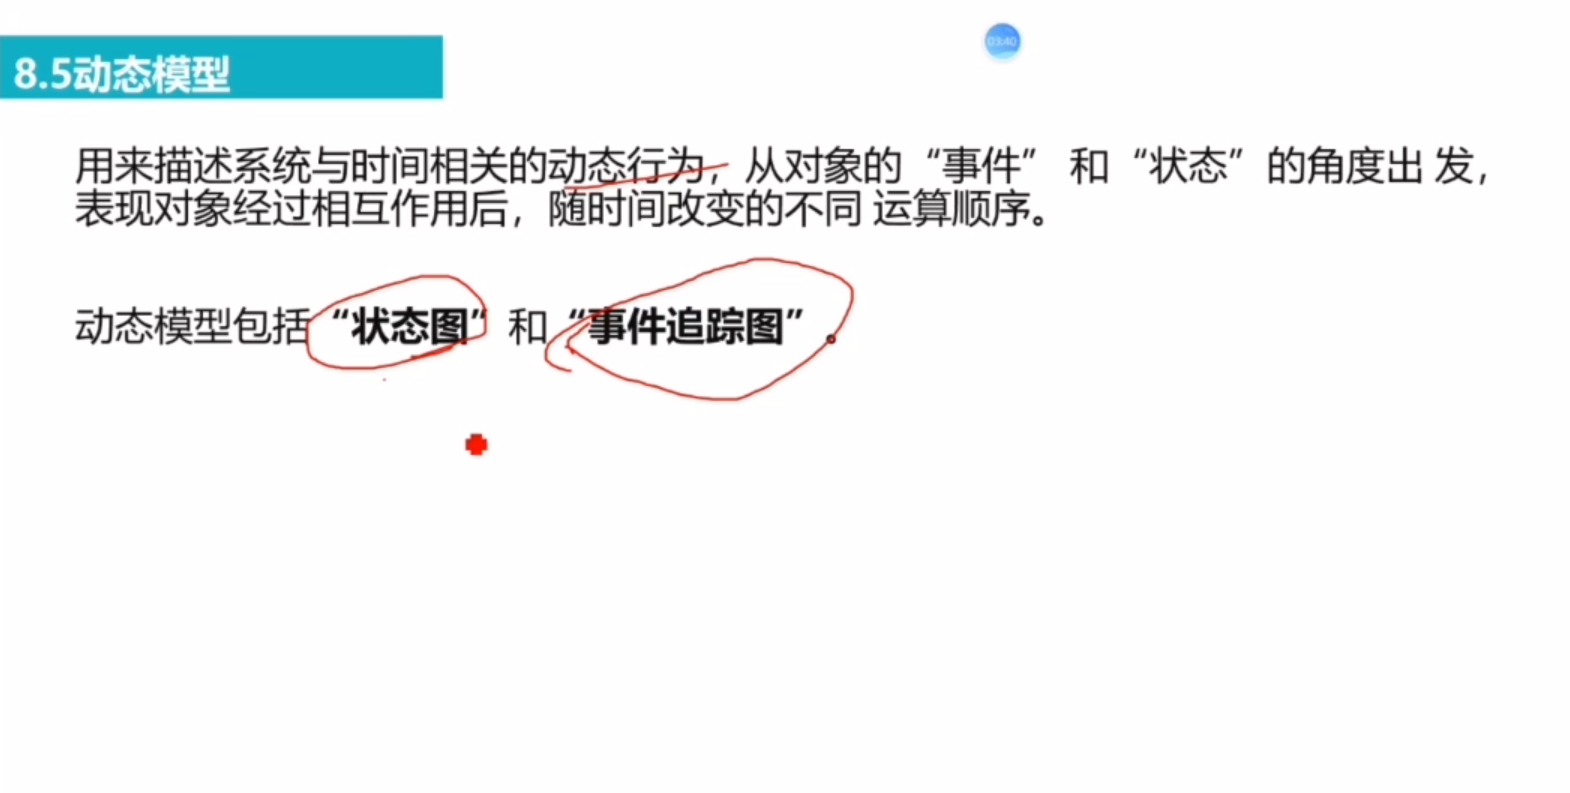 03:40
8.5动态模型
用来描述系统与时间相关的动态行为，从对象的“事件” 和“状态”的角度出 发，
表现对象经过相互作用后，随时间改变的不同 运算顺序。
动态模型包括“状态图”和“事件追踪图”。